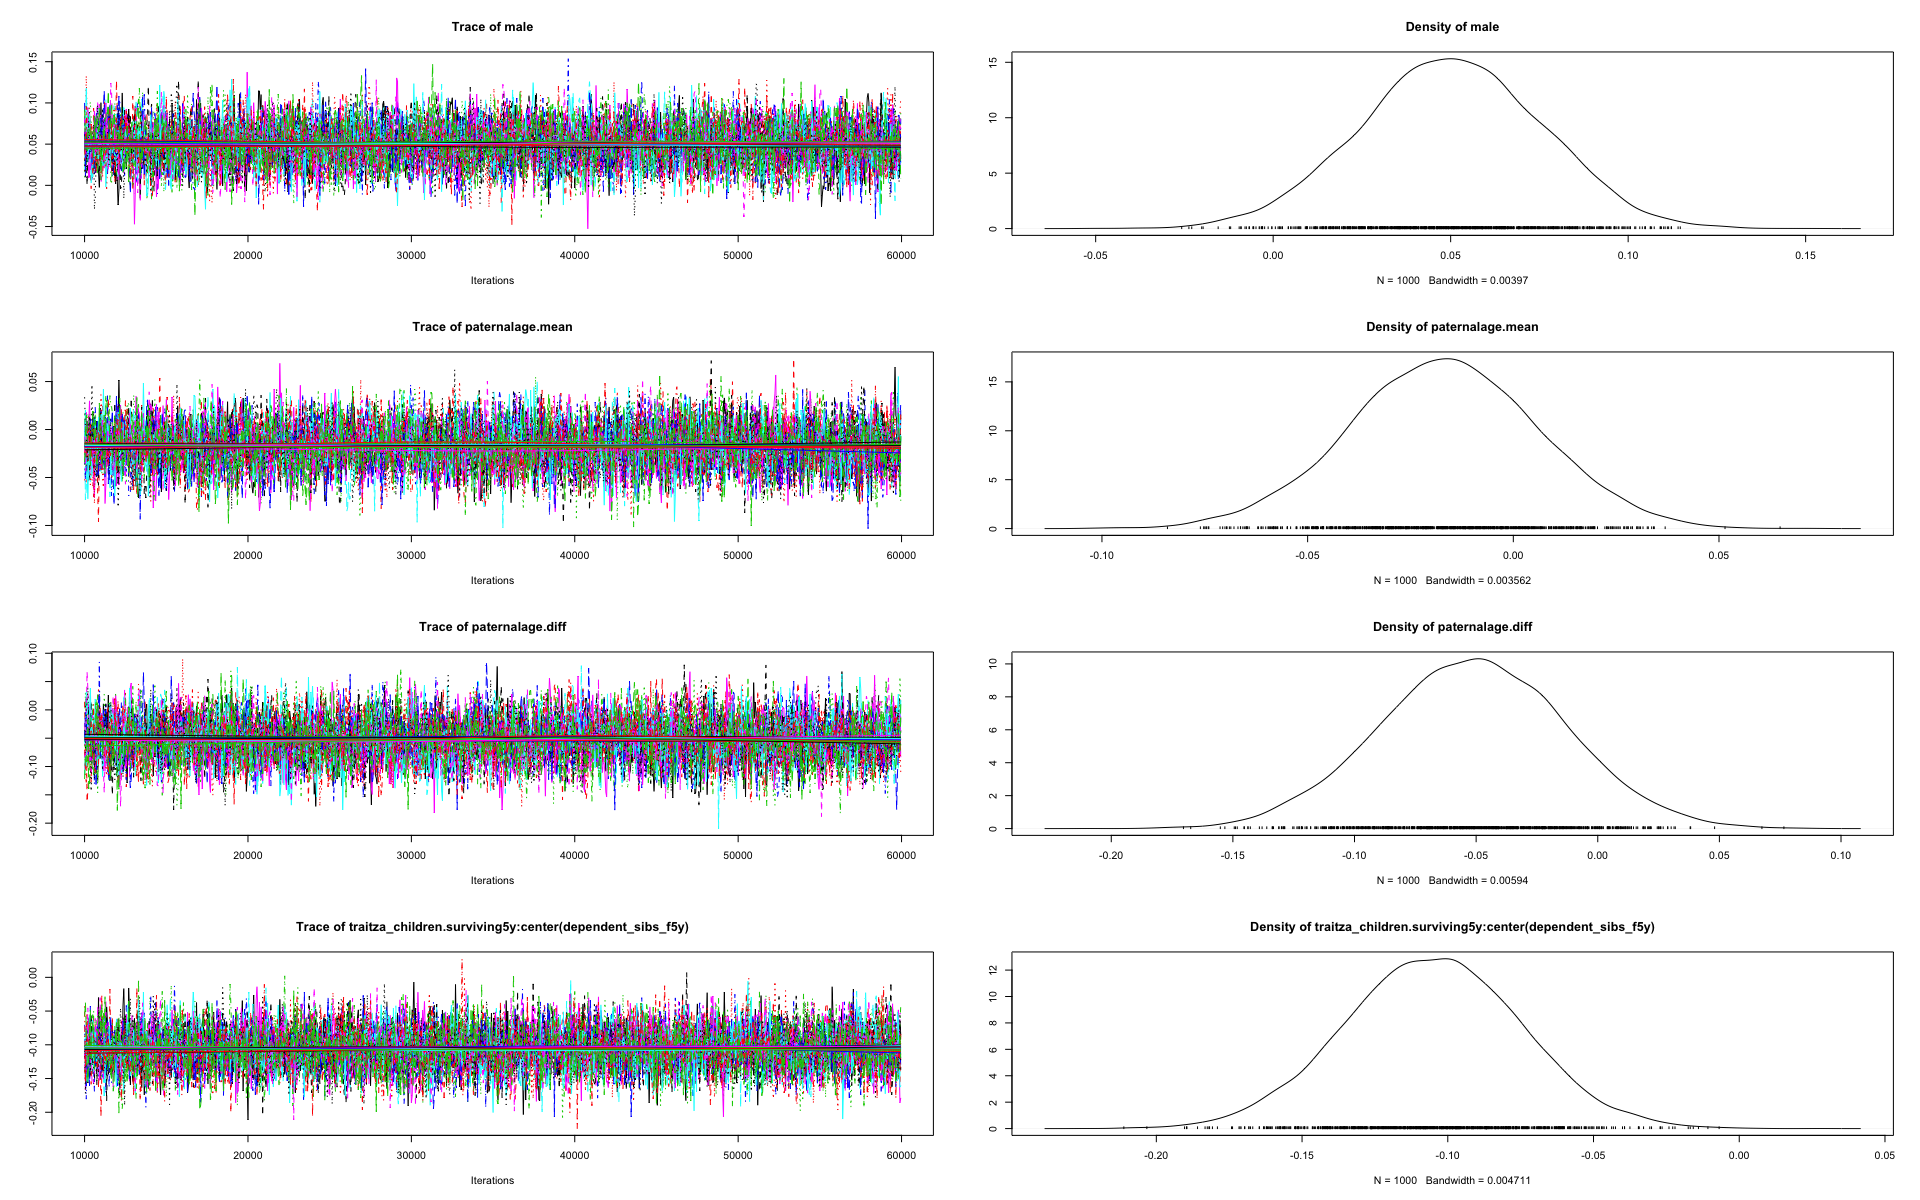 Trace of male
0.15
0.10
0.05
0.00
-0.05
10000 20000 30000 40000 50000 60000
Iterations
Density of male
15
10
5
0
-0.05 0.00 0.05 0.10 0.15
N = 1000 Bandwidth = 0.00397
Trace of paternalage.mean
0.05
0.00
-0.05
-0.10
10000 20000 30000 40000 50000 60000
Iterations
Density of paternalage.mean
15
10
5
0
-0.10 -0.05 0.00 0.05
N = 1000 Bandwidth = 0.003562
Trace of paternalage.diff
0.10
0.00
-0.10
-0.20
10000 20000 30000 40000 50000 60000
Iterations
Density of paternalage.diff
10
8
6
4
2
0
-0.20 -0.15 -0.10 -0.05 0.00 0.05 0.10
N = 1000 Bandwidth = 0.00594
Trace of traitza_children.surviving5y:center(dependent_sibs_f5y)
0.00
-0.05
-0.10
-0.15
-0.20
10000 20000 30000 40000 50000 60000
Iterations
Density of traitza_children.surviving5y:center(dependent_sibs_f5y)
12
10
8
6
4
2
0
-0.20 -0.15 -0.10 -0.05 0.00 0.05
N = 1000 Bandwidth = 0.004711